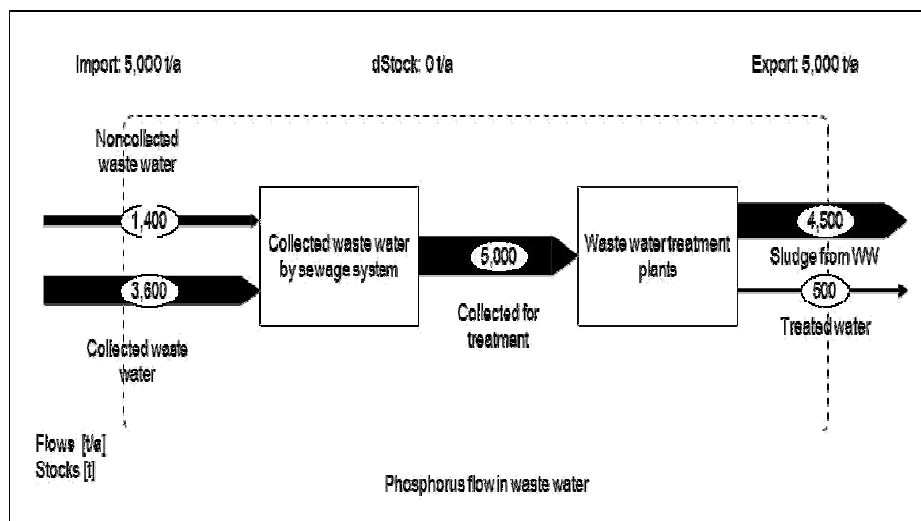 Import: 5,000 t/a
dStock: 0 t/a
Export: 5,000 t/a
Noncollected
waste water
1,400
3,600
Collected waste
water
Collected waste water
by sewage system
5,000
Collected for
treatment
Waste water treatment
plants
4,500
Sludge from WW
500
Treated water
Flows [t/a]
Stocks [t]
Phosphorus flow in waste water